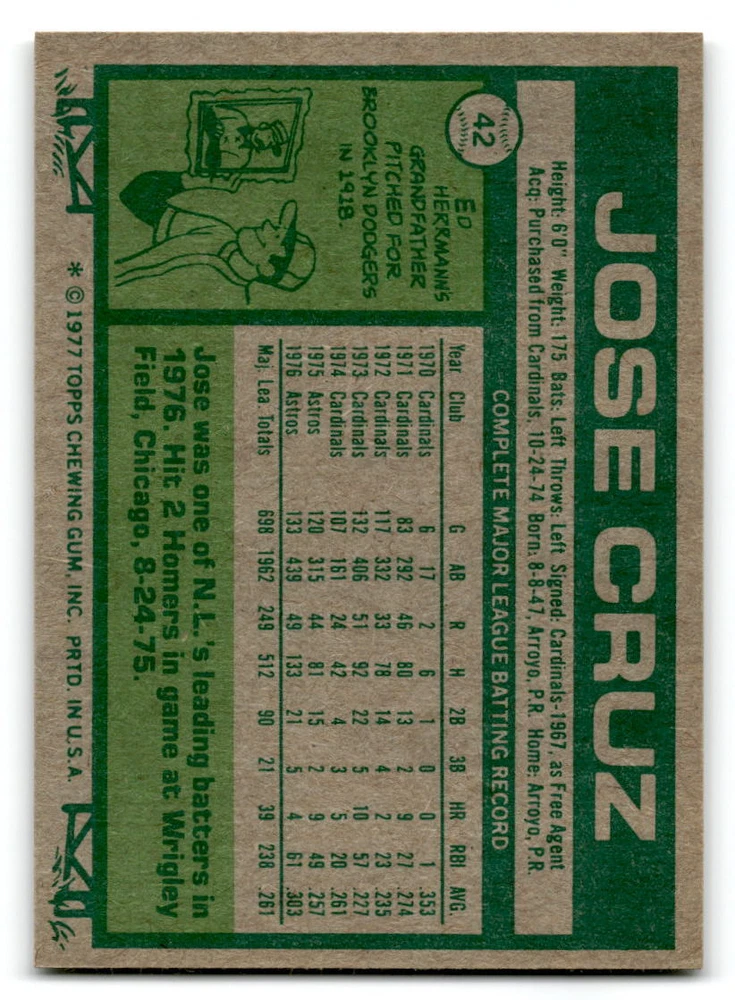 42
JOSE CRUZ
Height: 6'0" Weight: 175 Bats: Left Throws: Left Signed: Cardinals-1967, as Free Agent
Acq: Purchased from Cardinals, 10-24-74 Born: 8-8-47, Arroyo, P.R. Home: Arroyo, P.R.
COMPLETE MAJOR LEAGUE BATTING RECORD
Year Club G AB R H 2B 3B HR RBI AVG.
1970 Cardinals 6 17 2 6 1 0 0 1 .353
1971 Cardinals 83 292 46 80 13 2 9 27 .274
1972 Cardinals 117 332 33 78 14 4 2 23 .235
1973 Cardinals 132 406 51 92 22 5 10 57 .227
1974 Cardinals 107 161 24 42 4 3 5 20 .261
1975 Astros 120 315 44 81 15 2 9 49 .257
1976 Astros 133 439 49 133 21 5 4 61 .303
Maj. Lea. Totals 698 1962 249 512 90 21 39 238 .261
ED
HERRMANN'S
GRANDFATHER
PITCHED FOR
BROOKLYN DODGERS
IN 1918.
Jose was one of N.L.'s leading batters in
1976. Hit 2 Homers in game at Wrigley
Field, Chicago, 8-24-75.
* © 1977 TOPPS CHEWING GUM, INC. PRTD. IN U.S.A.